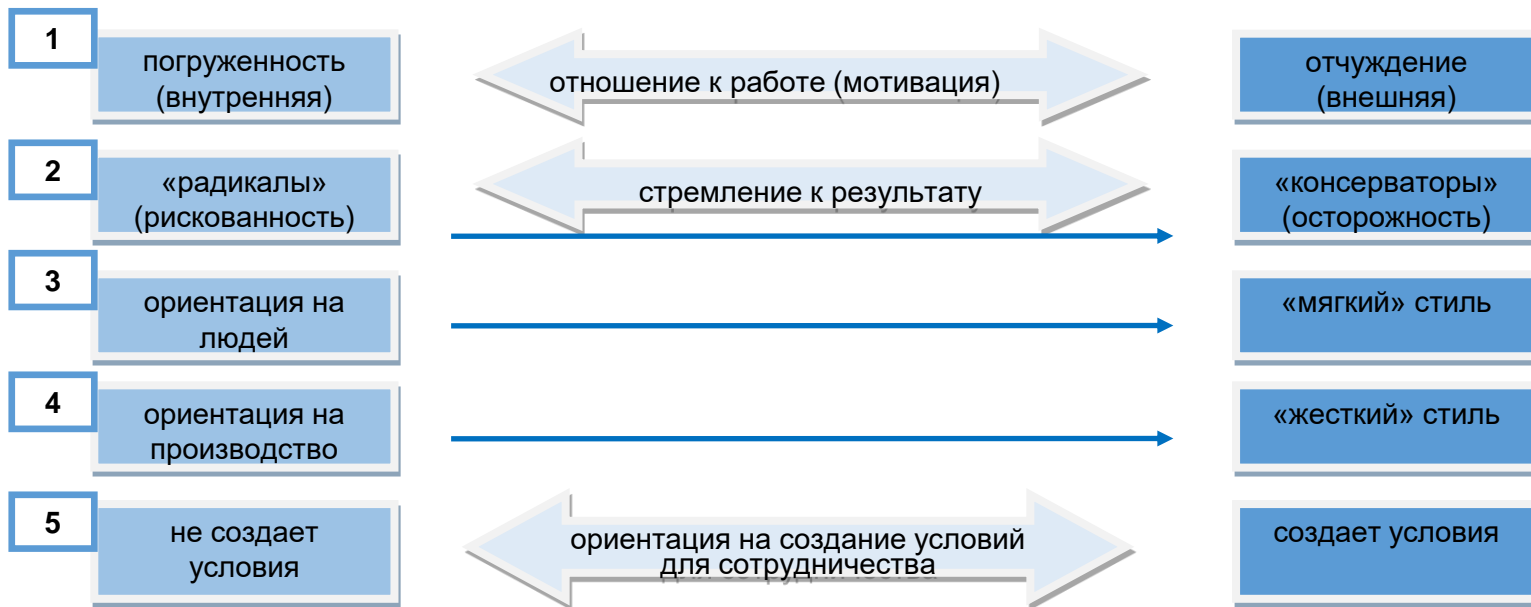 1
погруженность
(внутренняя)
отношение к работе (мотивация)
отчуждение
(внешняя)
2
«радикалы»
(рискованность)
стремление к результату
«консерваторы»
(осторожность)
3
ориентация на
людей
«мягкий» стиль
4
ориентация на
производство
«жесткий» стиль
5
не создает
условия
ориентация на создание условий
для сотрудничества
создает условия